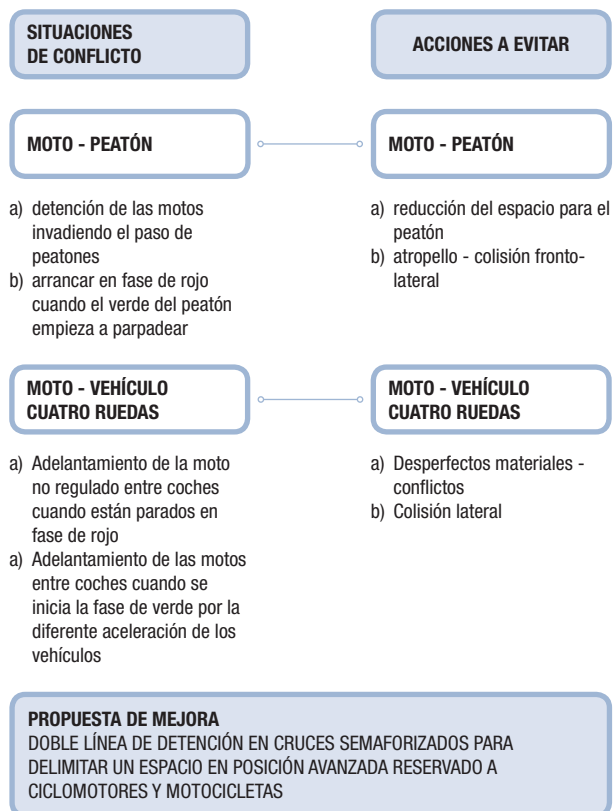 SITUACIONES
DE CONFLICTO
ACCIONES A EVITAR
MOTO - PEATÓN
MOTO - PEATÓN
a) detención de las motos
invadiendo el paso de
peatones
b) arrancar en fase de rojo
cuando el verde del peatón
empieza a parpadear
a) reducción del espacio para el
peatón
b) atropello - colisión fronto-
lateral
MOTO - VEHÍCULO
CUATRO RUEDAS
MOTO - VEHÍCULO
CUATRO RUEDAS
a) Adelantamiento de la moto
no regulado entre coches
cuando están parados en
fase de rojo
a) Adelantamiento de las motos
entre coches cuando se
inicia la fase de verde por la
diferente aceleración de los
vehículos
a) Desperfectos materiales -
conflictos
b) Colisión lateral
PROPUESTA DE MEJORA
DOBLE LÍNEA DE DETENCIÓN EN CRUCES SEMAFORIZADOS PARA
DELIMITAR UN ESPACIO EN POSICIÓN AVANZADA RESERVADO A
CICLOMOTORES Y MOTOCICLETAS